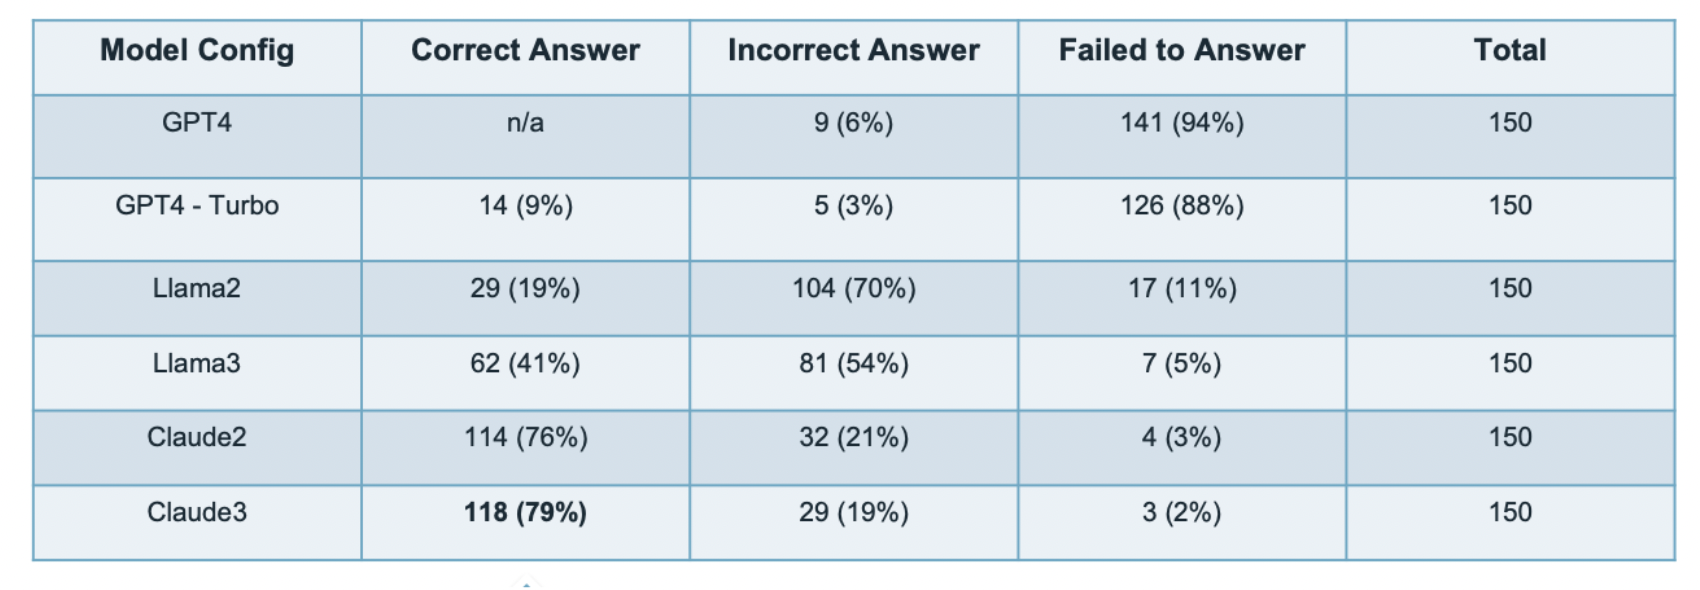 Model Config Correct Answer Incorrect Answer Failed to Answer Total
GPT4 n/a 9 (6%) 141 (94%) 150
GPT4 - Turbo 14 (9%) 5 (3%) 126 (88%) 150
Llama2 29 (19%) 104 (70%) 17 (11%) 150
Llama3 62 (41%) 81 (54%) 7 (5%) 150
Claude2 114 (76%) 32 (21%) 4 (3%) 150
Claude3 118 (79%) 29 (19%) 3 (2%) 150